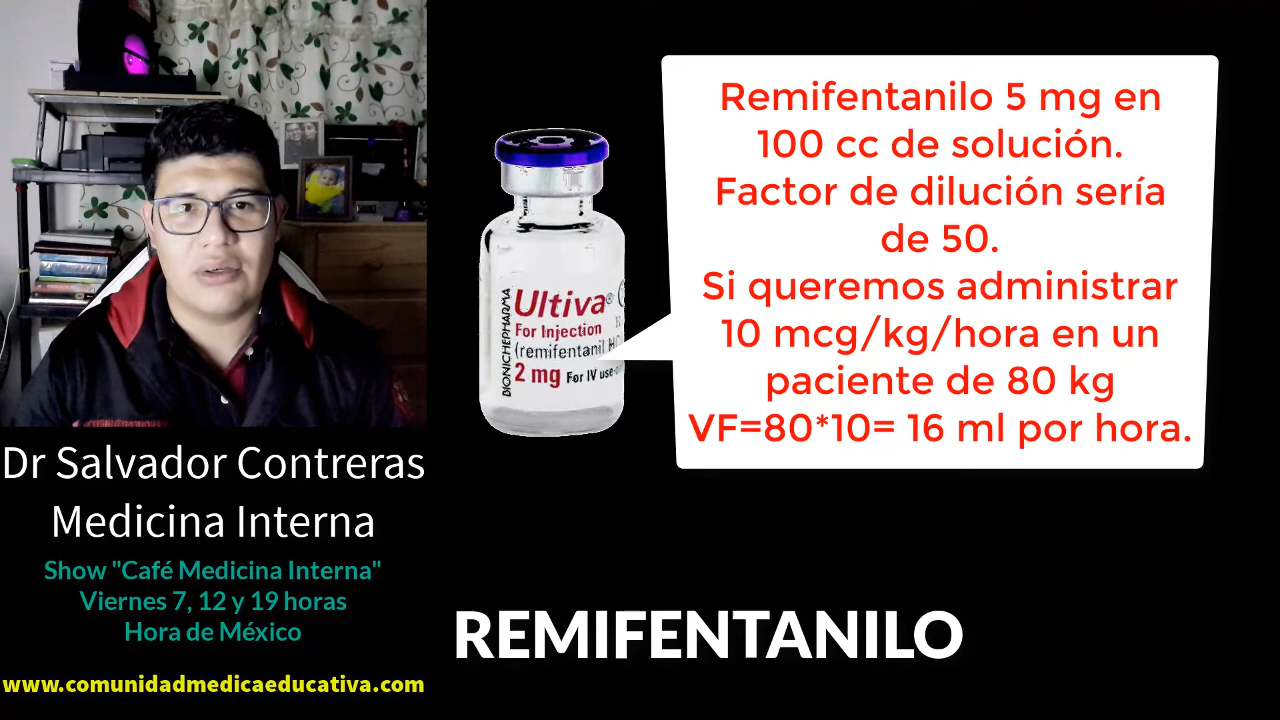 Remifentanilo 5 mg en
100 cc de solución.
Factor de dilución sería
de 50.
Si queremos administrar
10 mcg/kg/hora en un
paciente de 80 kg
VF=80*10= 16 ml por hora.
BIONICHEPHARMA
Ultiva®
For Injection
(remifentanil
2 mg For IV use
Dr Salvador Contreras
Medicina Interna
Show "Café Medicina Interna"
Viernes 7, 12 y 19 horas
Hora de México
www.comunidadmedicaeducativa.com
REMIFENTANILO